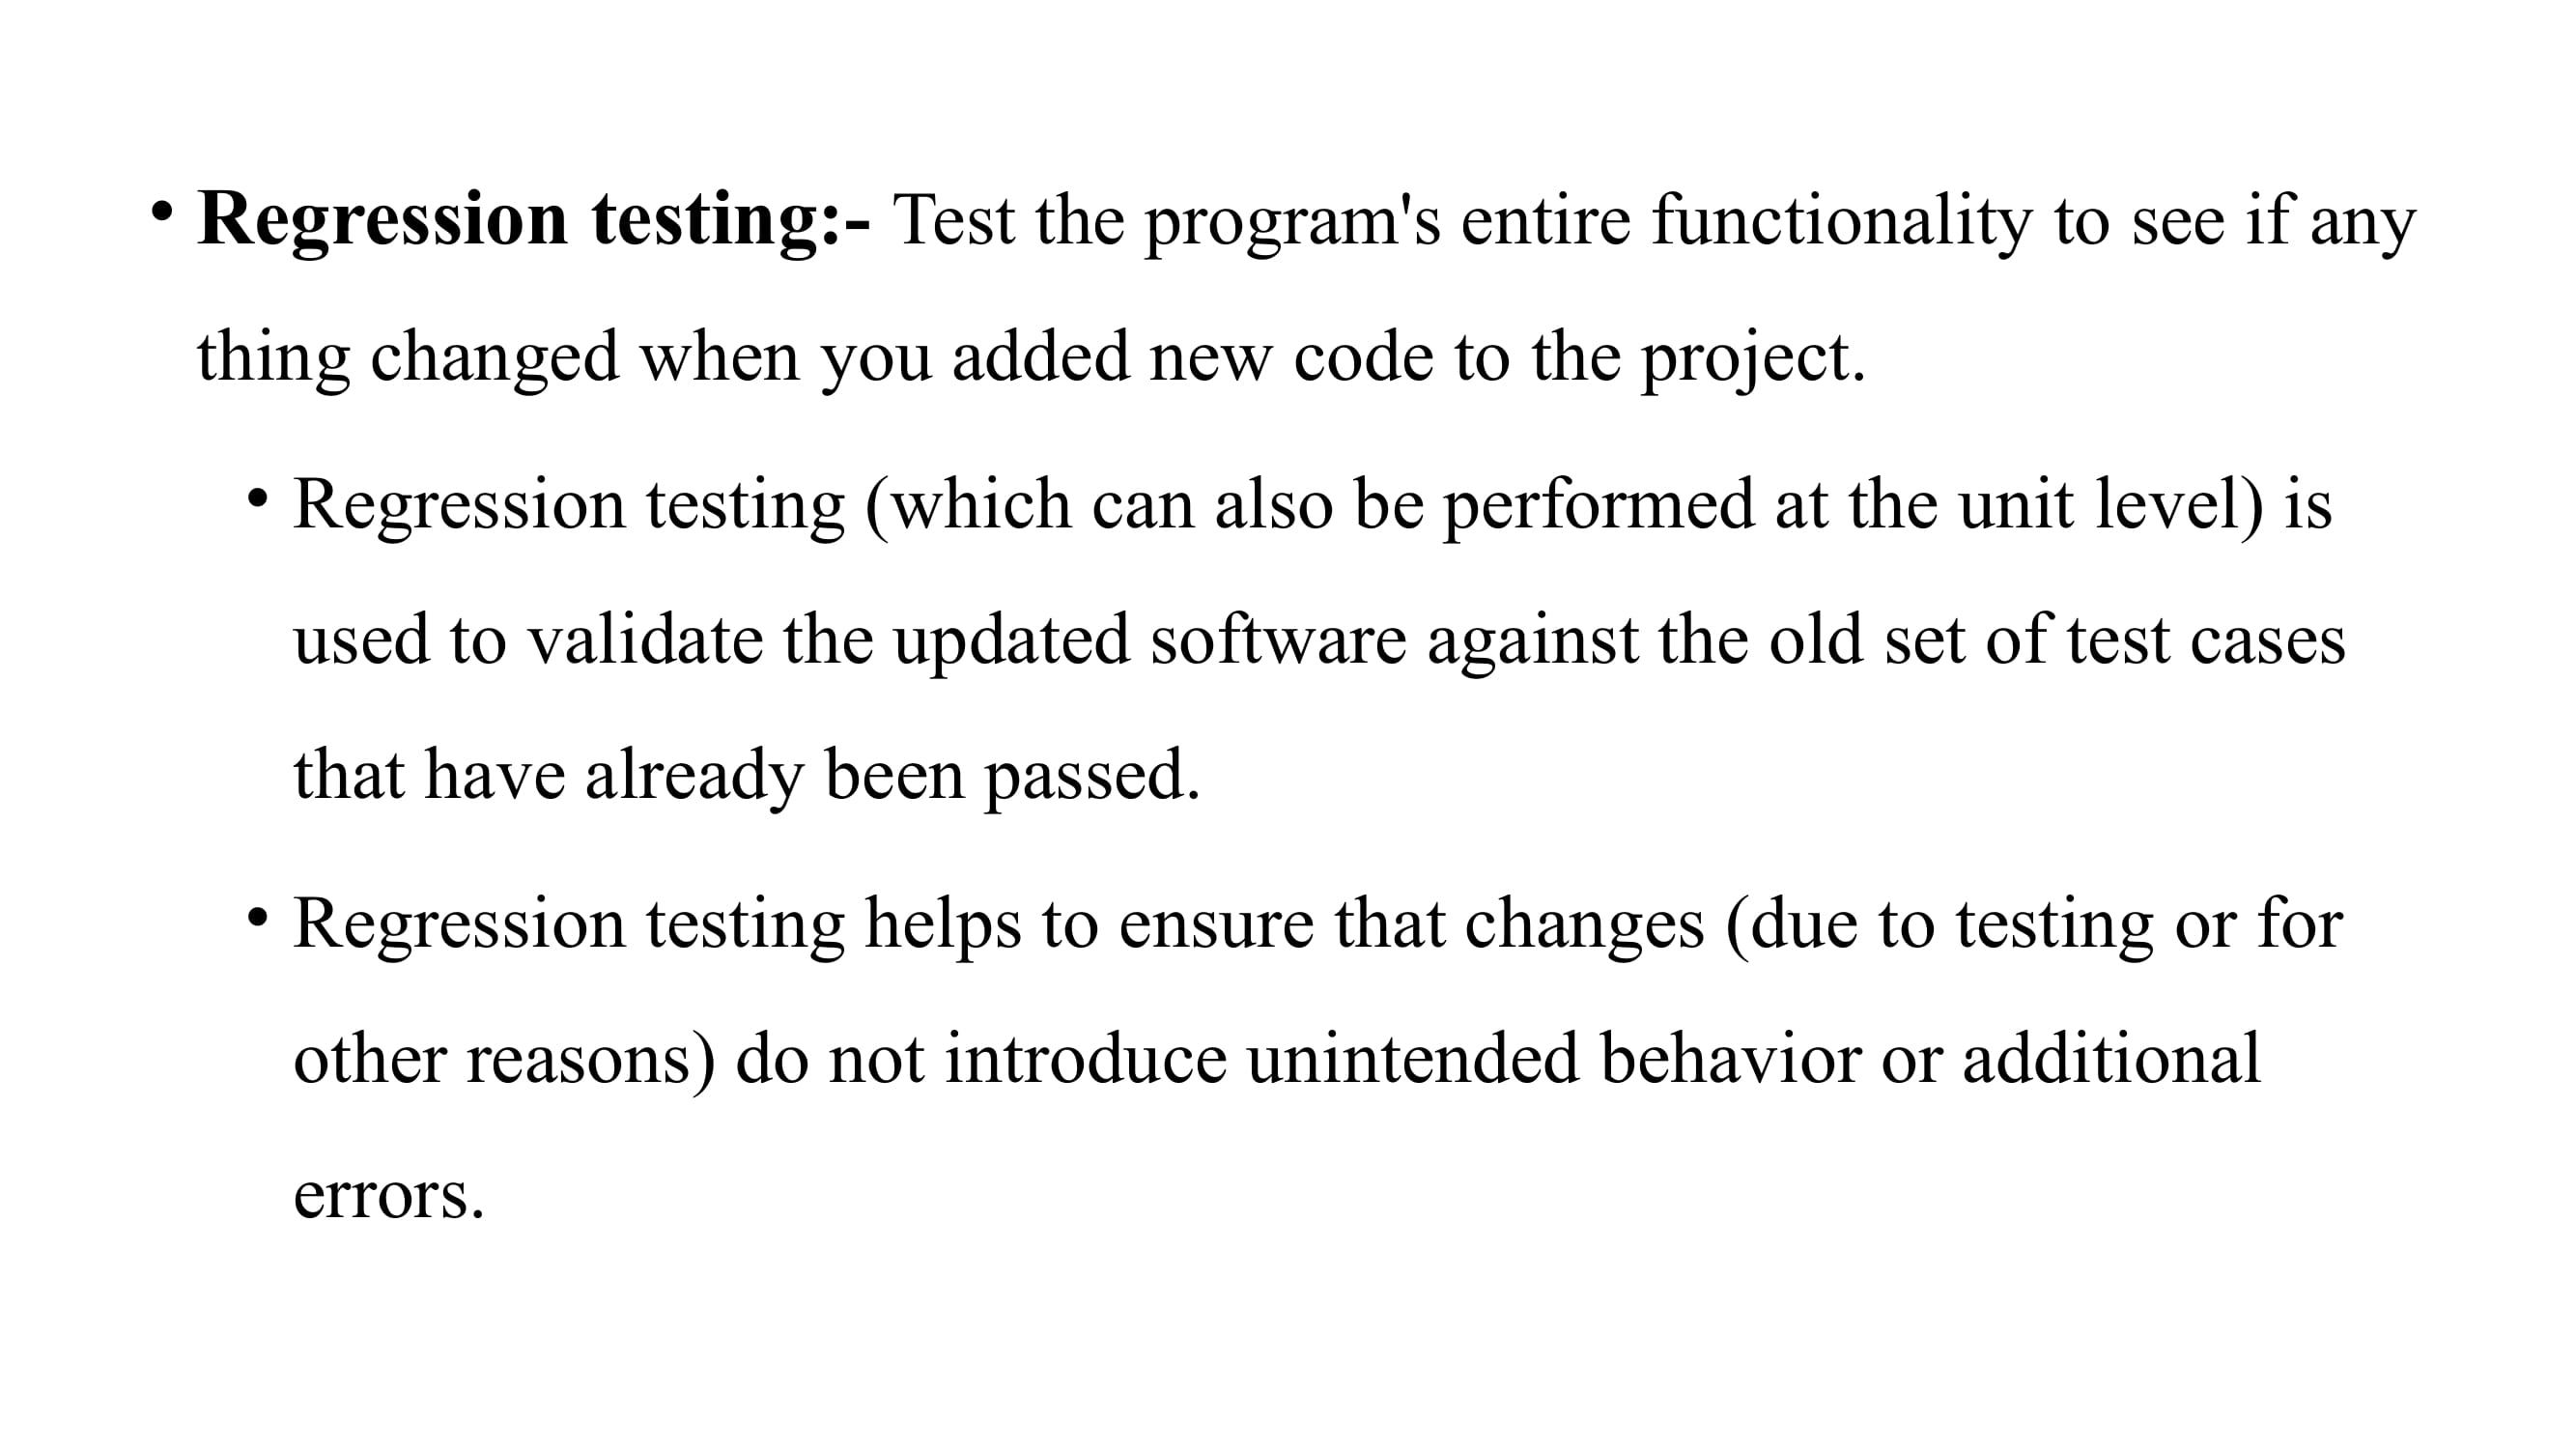 • Regression testing:- Test the program's entire functionality to see if any
thing changed when you added new code to the project.
• Regression testing (which can also be performed at the unit level) is
used to validate the updated software against the old set of test cases
that have already been passed.
• Regression testing helps to ensure that changes (due to testing or for
other reasons) do not introduce unintended behavior or additional
errors.